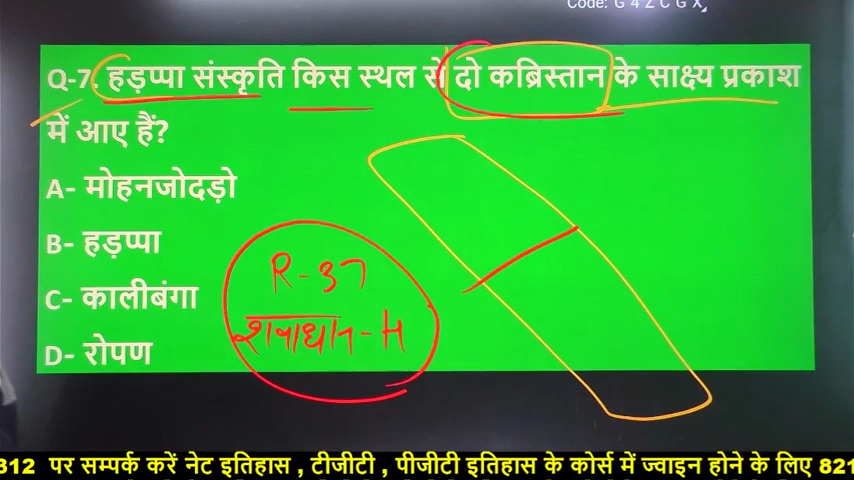 Code: G 4 Z C G X
Q-7. हड़प्पा संस्कृति किस स्थल से दो कब्रिस्तान के साक्ष्य प्रकाश
में आए हैं?
A- मोहनजोदड़ो
B- हड़प्पा
C- कालीबंगा
D- रोपण
R-37
शवाधान-H
312 पर सम्पर्क करें नेट इतिहास , टीजीटी , पीजीटी इतिहास के कोर्स में ज्वाइन होने के लिए 821